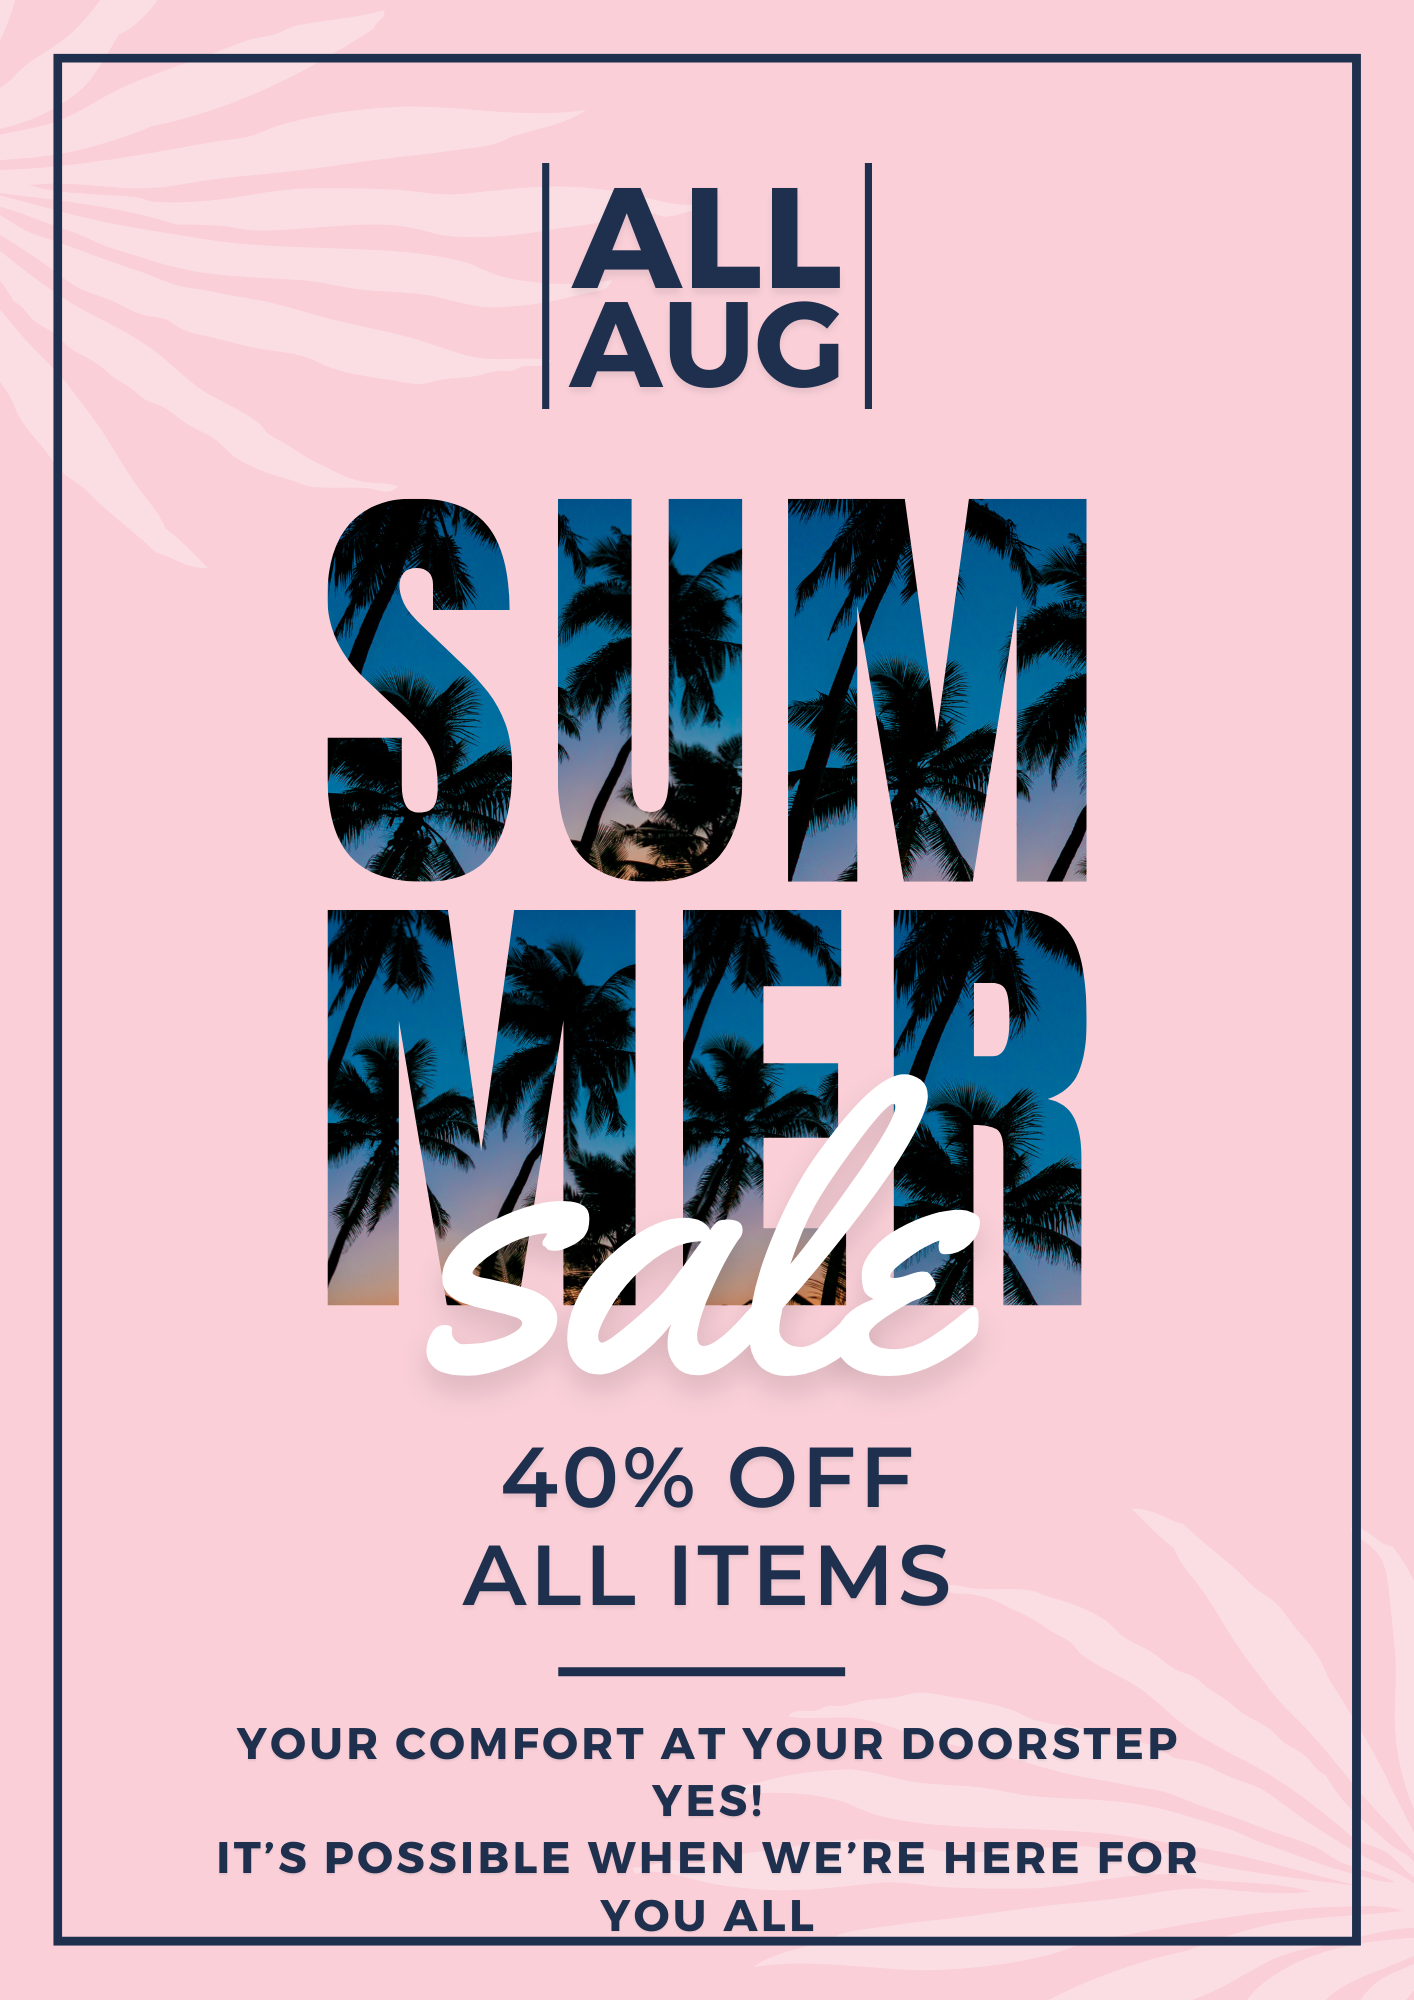 ALL
AUG
SUM
MER
sale
40% OFF
ALL ITEMS
YOUR COMFORT AT YOUR DOORSTEP
YES!
IT’S POSSIBLE WHEN WE’RE HERE FOR
YOU ALL